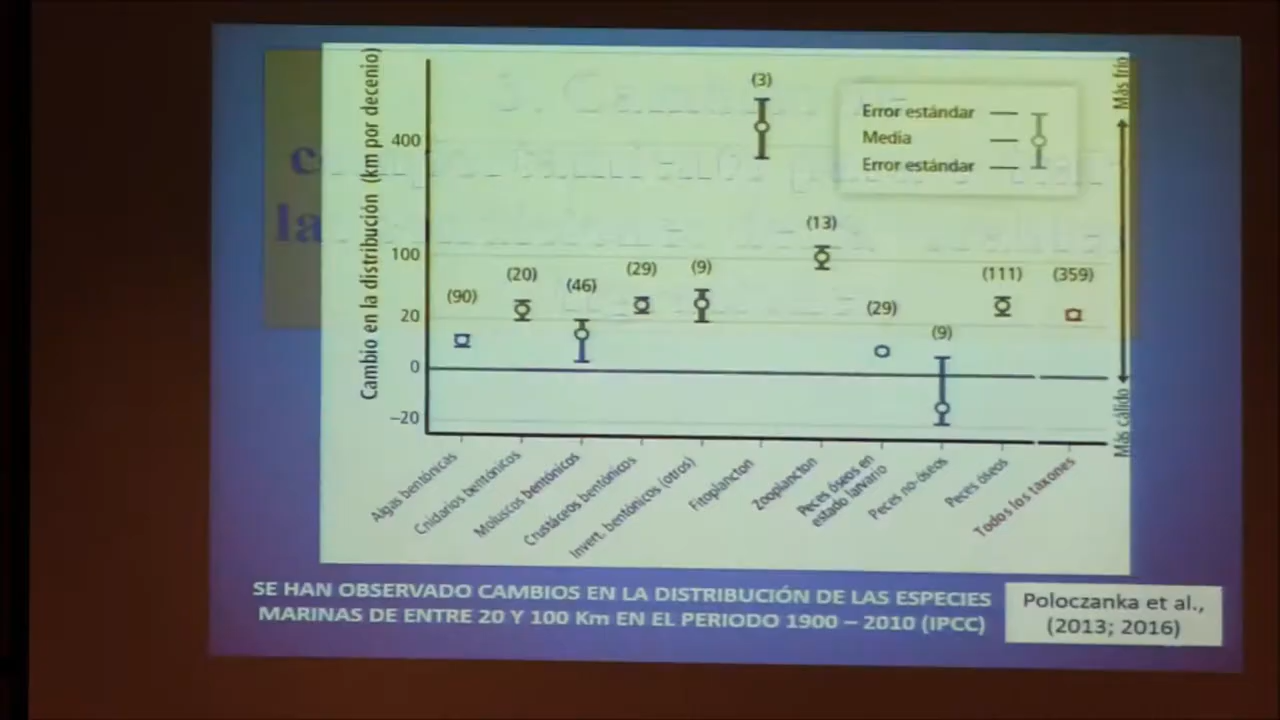 Cambio en la distribución (km por decenio)
400
100
20
0
−20
(90)
(20)
(46)
(29)
(9)
(3)
(13)
(29)
(9)
(111)
(359)
Error estándar
Media
Error estándar
Más frío
Más cálido
Algas bentónicas
Cnidarios bentónicos
Moluscos bentónicos
Crustáceos bentónicos
Invert. bentónicos (otros)
Fitoplancton
Zooplancton
Peces óseos en
estado larvario
Peces no-óseos
Peces óseos
Todos los taxones
SE HAN OBSERVADO CAMBIOS EN LA DISTRIBUCIÓN DE LAS ESPECIES
MARINAS DE ENTRE 20 Y 100 Km EN EL PERIODO 1900 – 2010 (IPCC)
Poloczanka et al.,
(2013; 2016)